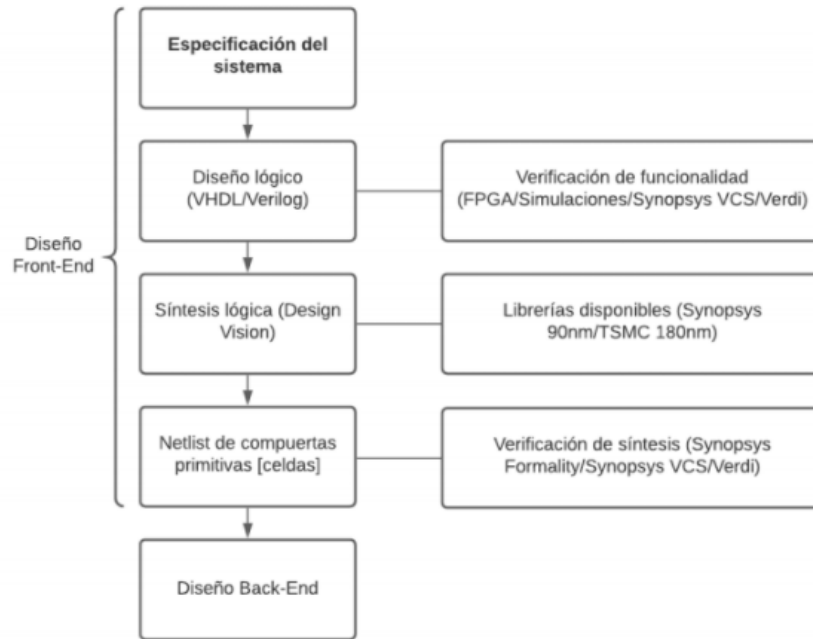 Especificación del
sistema
Diseño lógico
(VHDL/Verilog)
Verificación de funcionalidad
(FPGA/Simulaciones/Synopsys VCS/Verdi)
Diseño
Front-End
Síntesis lógica (Design
Vision)
Librerías disponibles (Synopsys
90nm/TSMC 180nm)
Netlist de compuertas
primitivas [celdas]
Verificación de síntesis (Synopsys
Formality/Synopsys VCS/Verdi)
Diseño Back-End